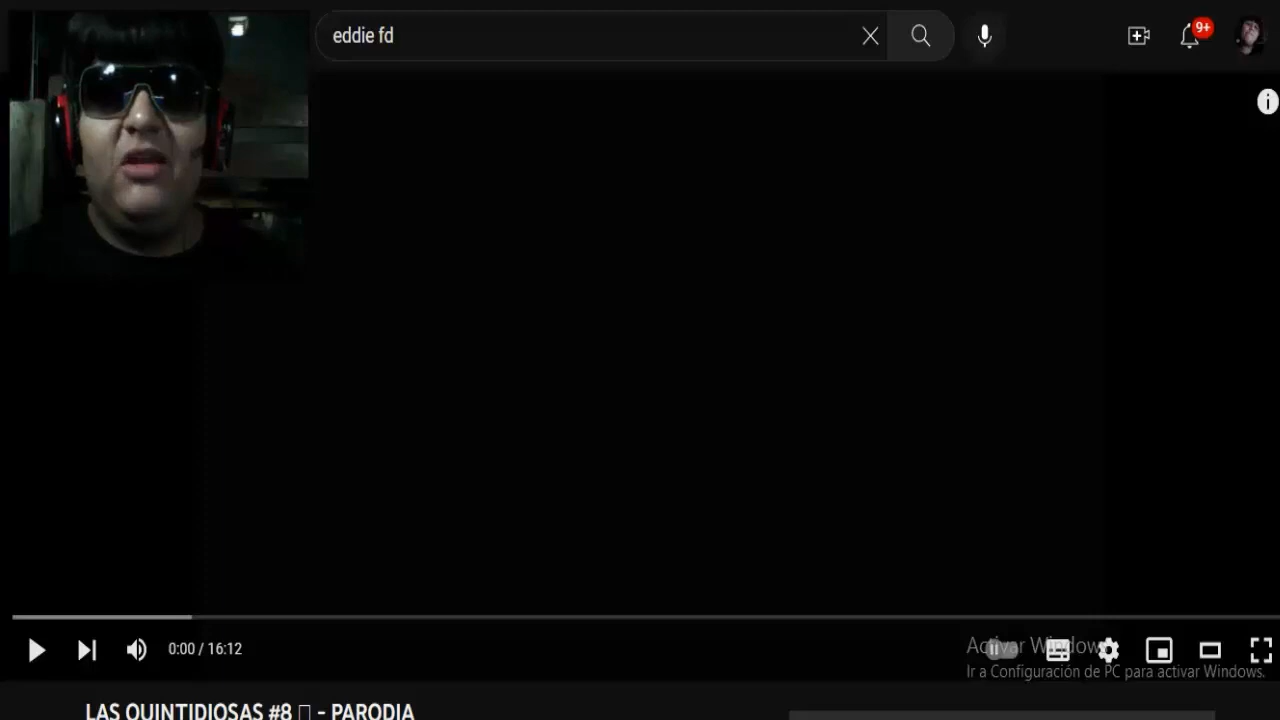 eddie fd
9+
0:00 / 16:12
Activar Windows
Ir a Configuración de PC para activar Windows.
LAS QUINTIDIOSAS #8 - PARODIA